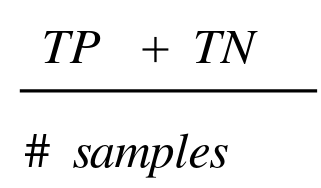 TP + TN
# samples